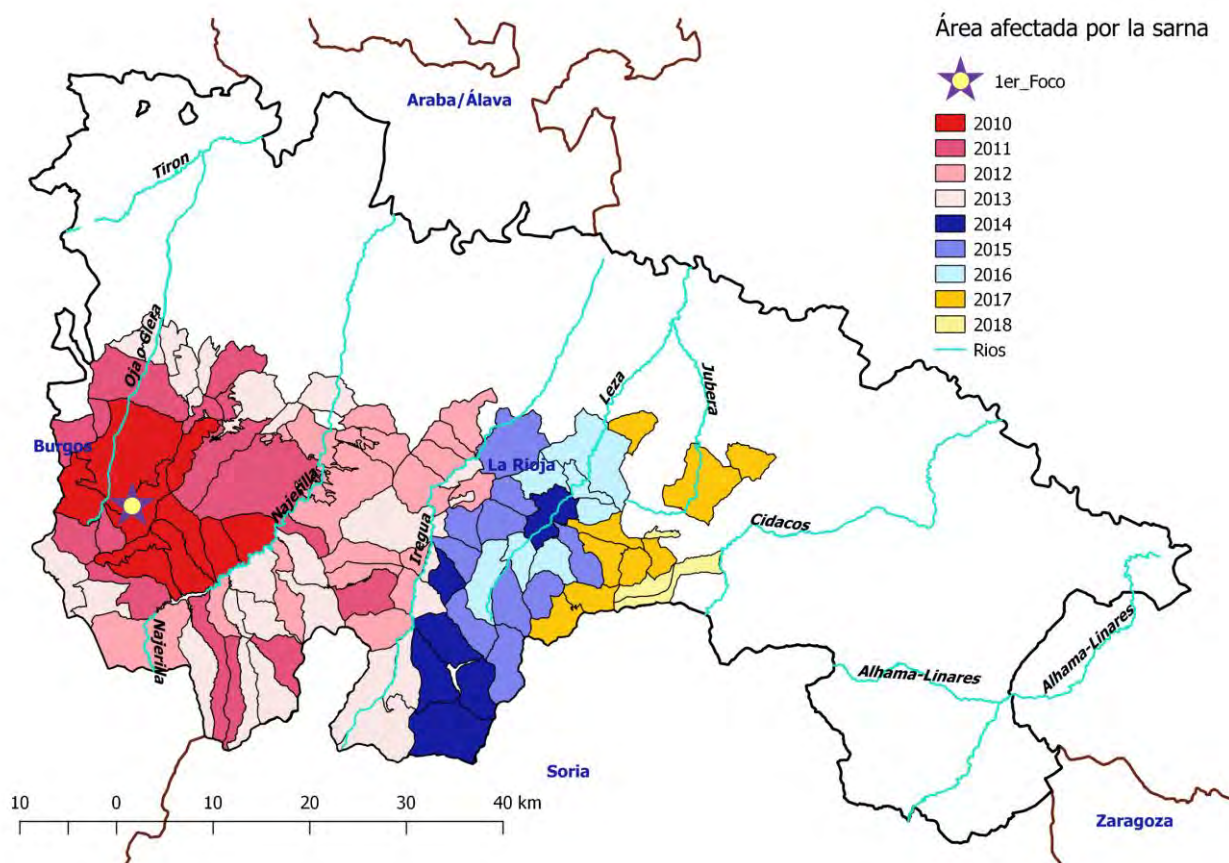 Área afectada por la sarna
1er_Foco
2010
2011
2012
2013
2014
2015
2016
2017
2018
Rios
Araba/Álava
Tiron
Oja o Glera
Burgos
La Rioja
Leza
Jubera
Najerilla
Iregua
Cidacos
Najerilla
Alhama-Linares
Alhama-Linares
Soria
Zaragoza
10 0 10 20 30 40 km